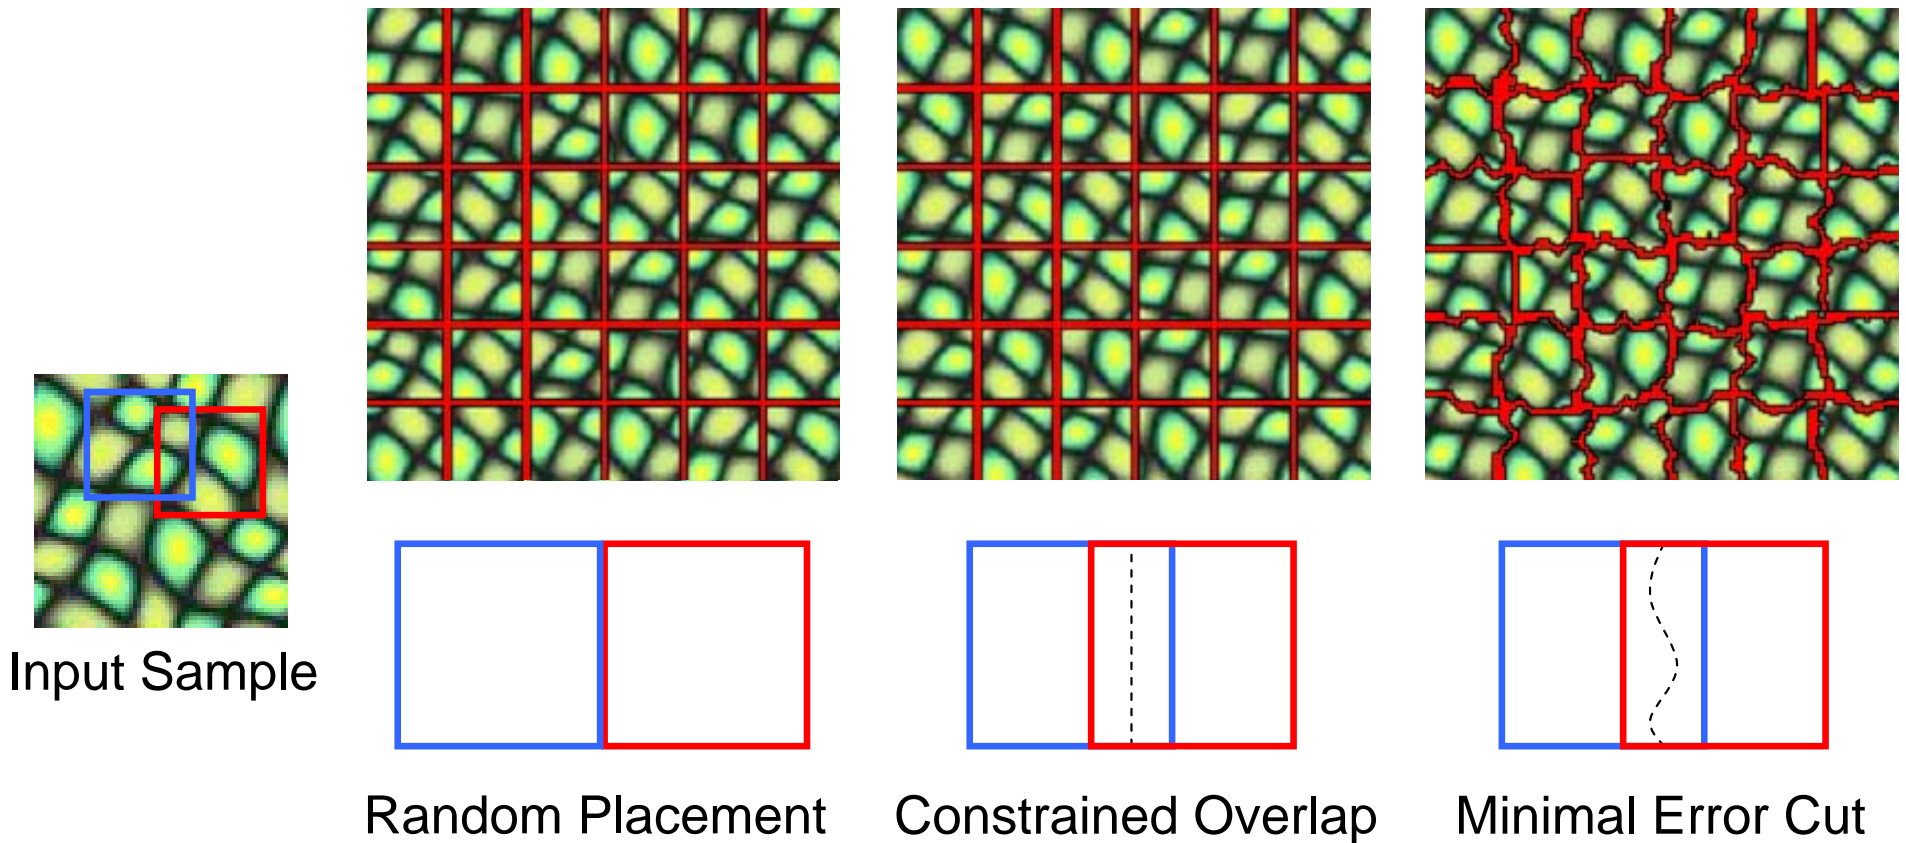 Input Sample
Random Placement
Constrained Overlap
Minimal Error Cut